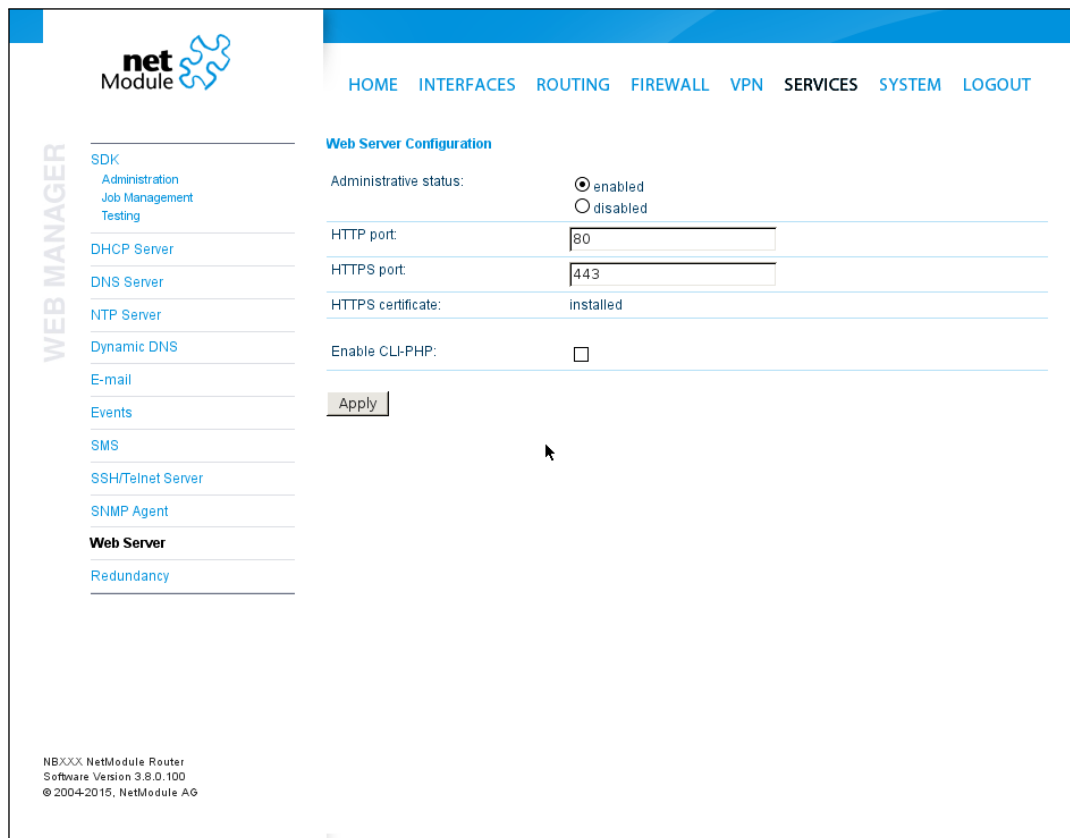 net
Module
HOME INTERFACES ROUTING FIREWALL VPN SERVICES SYSTEM LOGOUT
WEB MANAGER
SDK
Administration
Job Management
Testing
DHCP Server
DNS Server
NTP Server
Dynamic DNS
E-mail
Events
SMS
SSH/Telnet Server
SNMP Agent
Web Server
Redundancy
Web Server Configuration
Administrative status:
enabled
disabled
HTTP port: 80
HTTPS port: 443
HTTPS certificate: installed
Enable CLI-PHP:
Apply
NBXXX NetModule Router
Software Version 3.8.0.100
© 2004-2015, NetModule AG